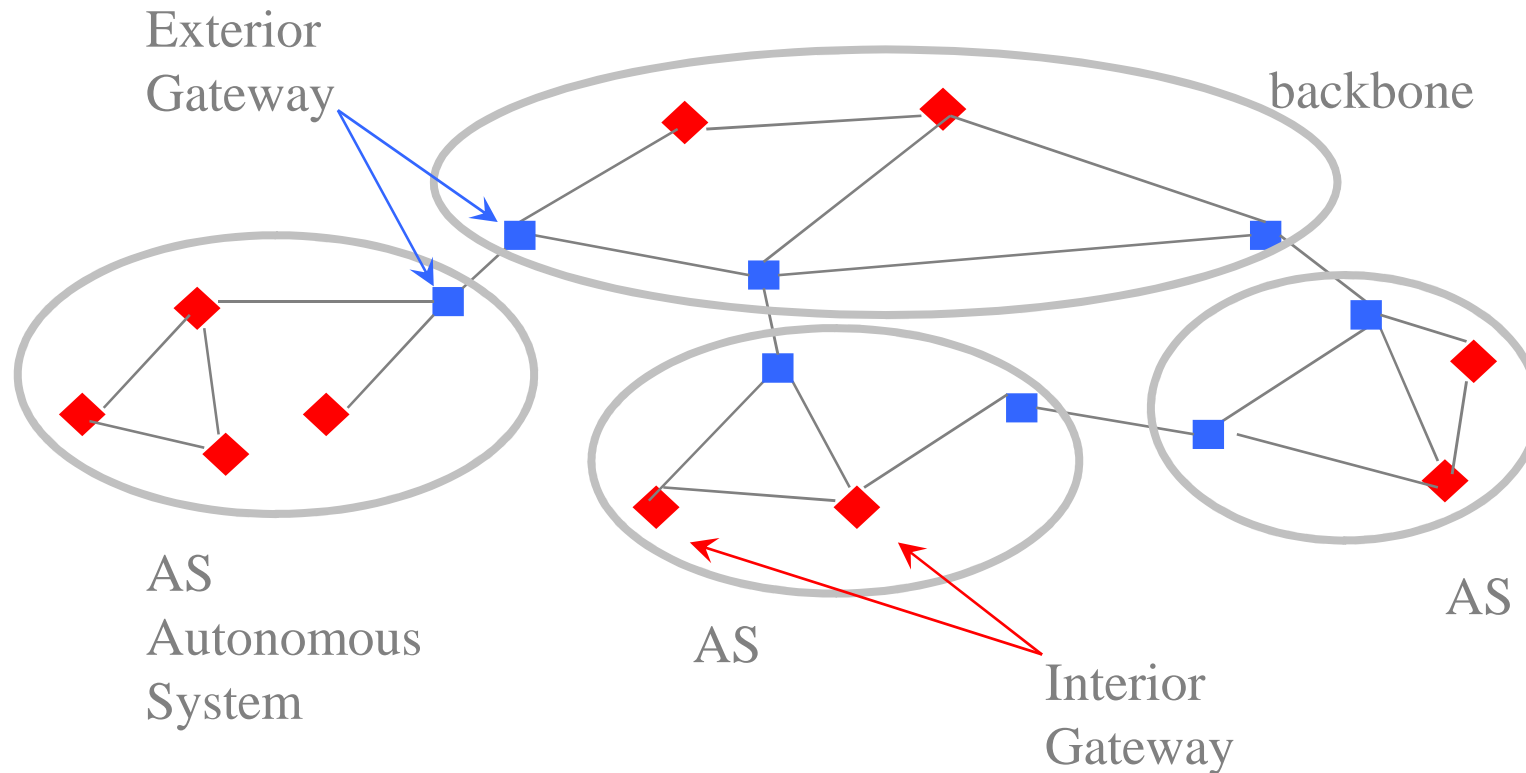 Exterior
Gateway
backbone
AS
Autonomous
System
AS
AS
Interior
Gateway